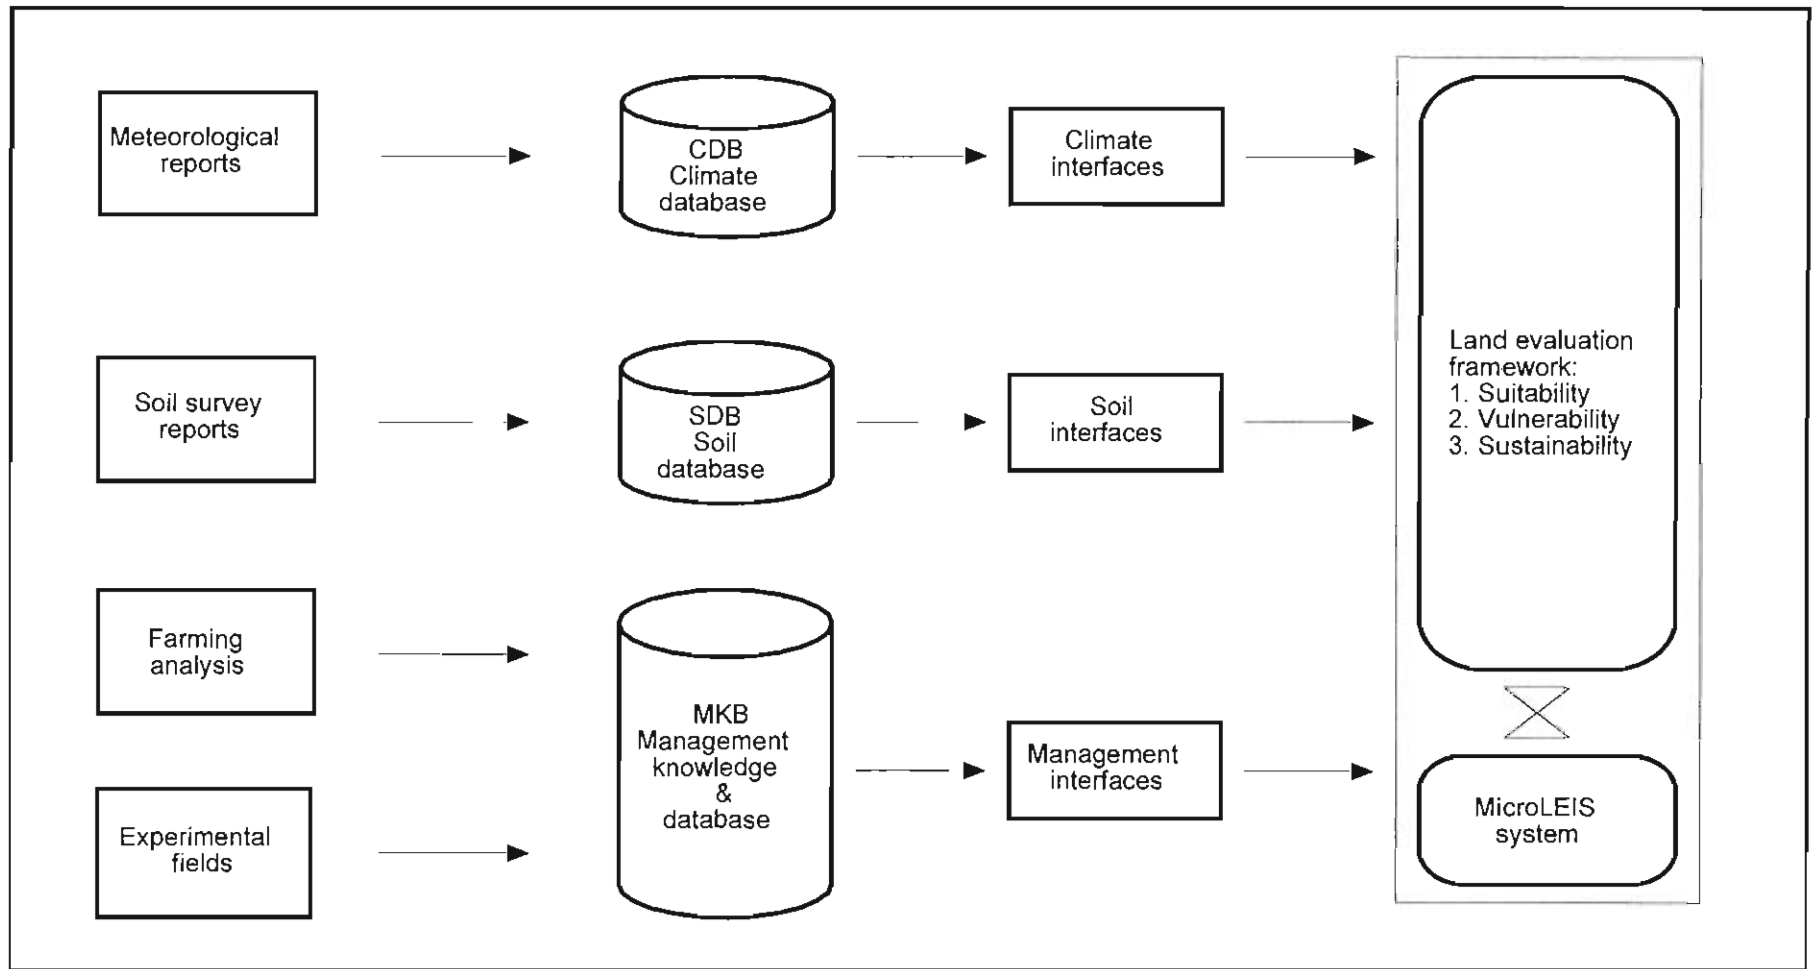 Meteorological
reports
CDB
Climate
database
Climate
interfaces
Soil survey
reports
SDB
Soil
database
Soil
interfaces
Land evaluation
framework:
1. Suitability
2. Vulnerability
3. Sustainability
Farming
analysis
Experimental
fields
MKB
Management
knowledge
&
database
Management
interfaces
MicroLEIS
system